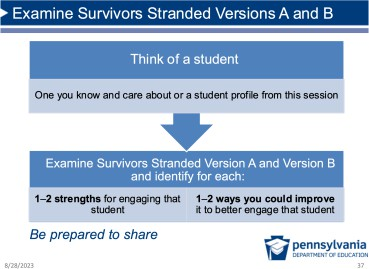 Examine Survivors Stranded Versions A and B
Think of a student
One you know and care about or a student profile from this session
Examine Survivors Stranded Version A and Version B
and identify for each:
1–2 strengths for engaging that
student
1–2 ways you could improve
it to better engage that student
Be prepared to share
pennsylvania
DEPARTMENT OF EDUCATION
8/28/2023
37